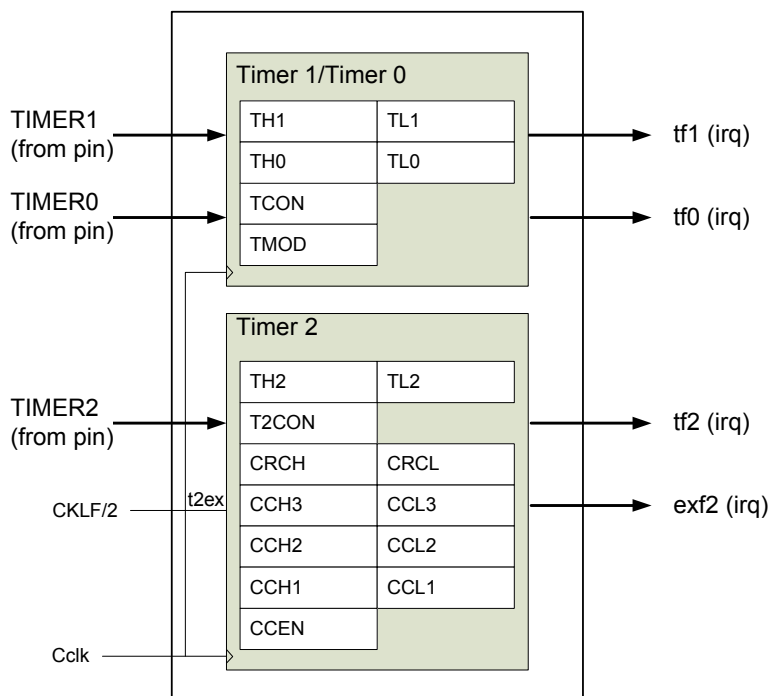 Timer 1/Timer 0
TIMER1
(from pin)
TH1 TL1
tf1 (irq)
TH0 TL0
TIMER0
(from pin)
TCON
tf0 (irq)
TMOD
Timer 2
TH2 TL2
TIMER2
(from pin)
T2CON
tf2 (irq)
CRCH CRCL
CKLF/2
t2ex
CCH3 CCL3
exf2 (irq)
CCH2 CCL2
CCH1 CCL1
CCEN
Cclk